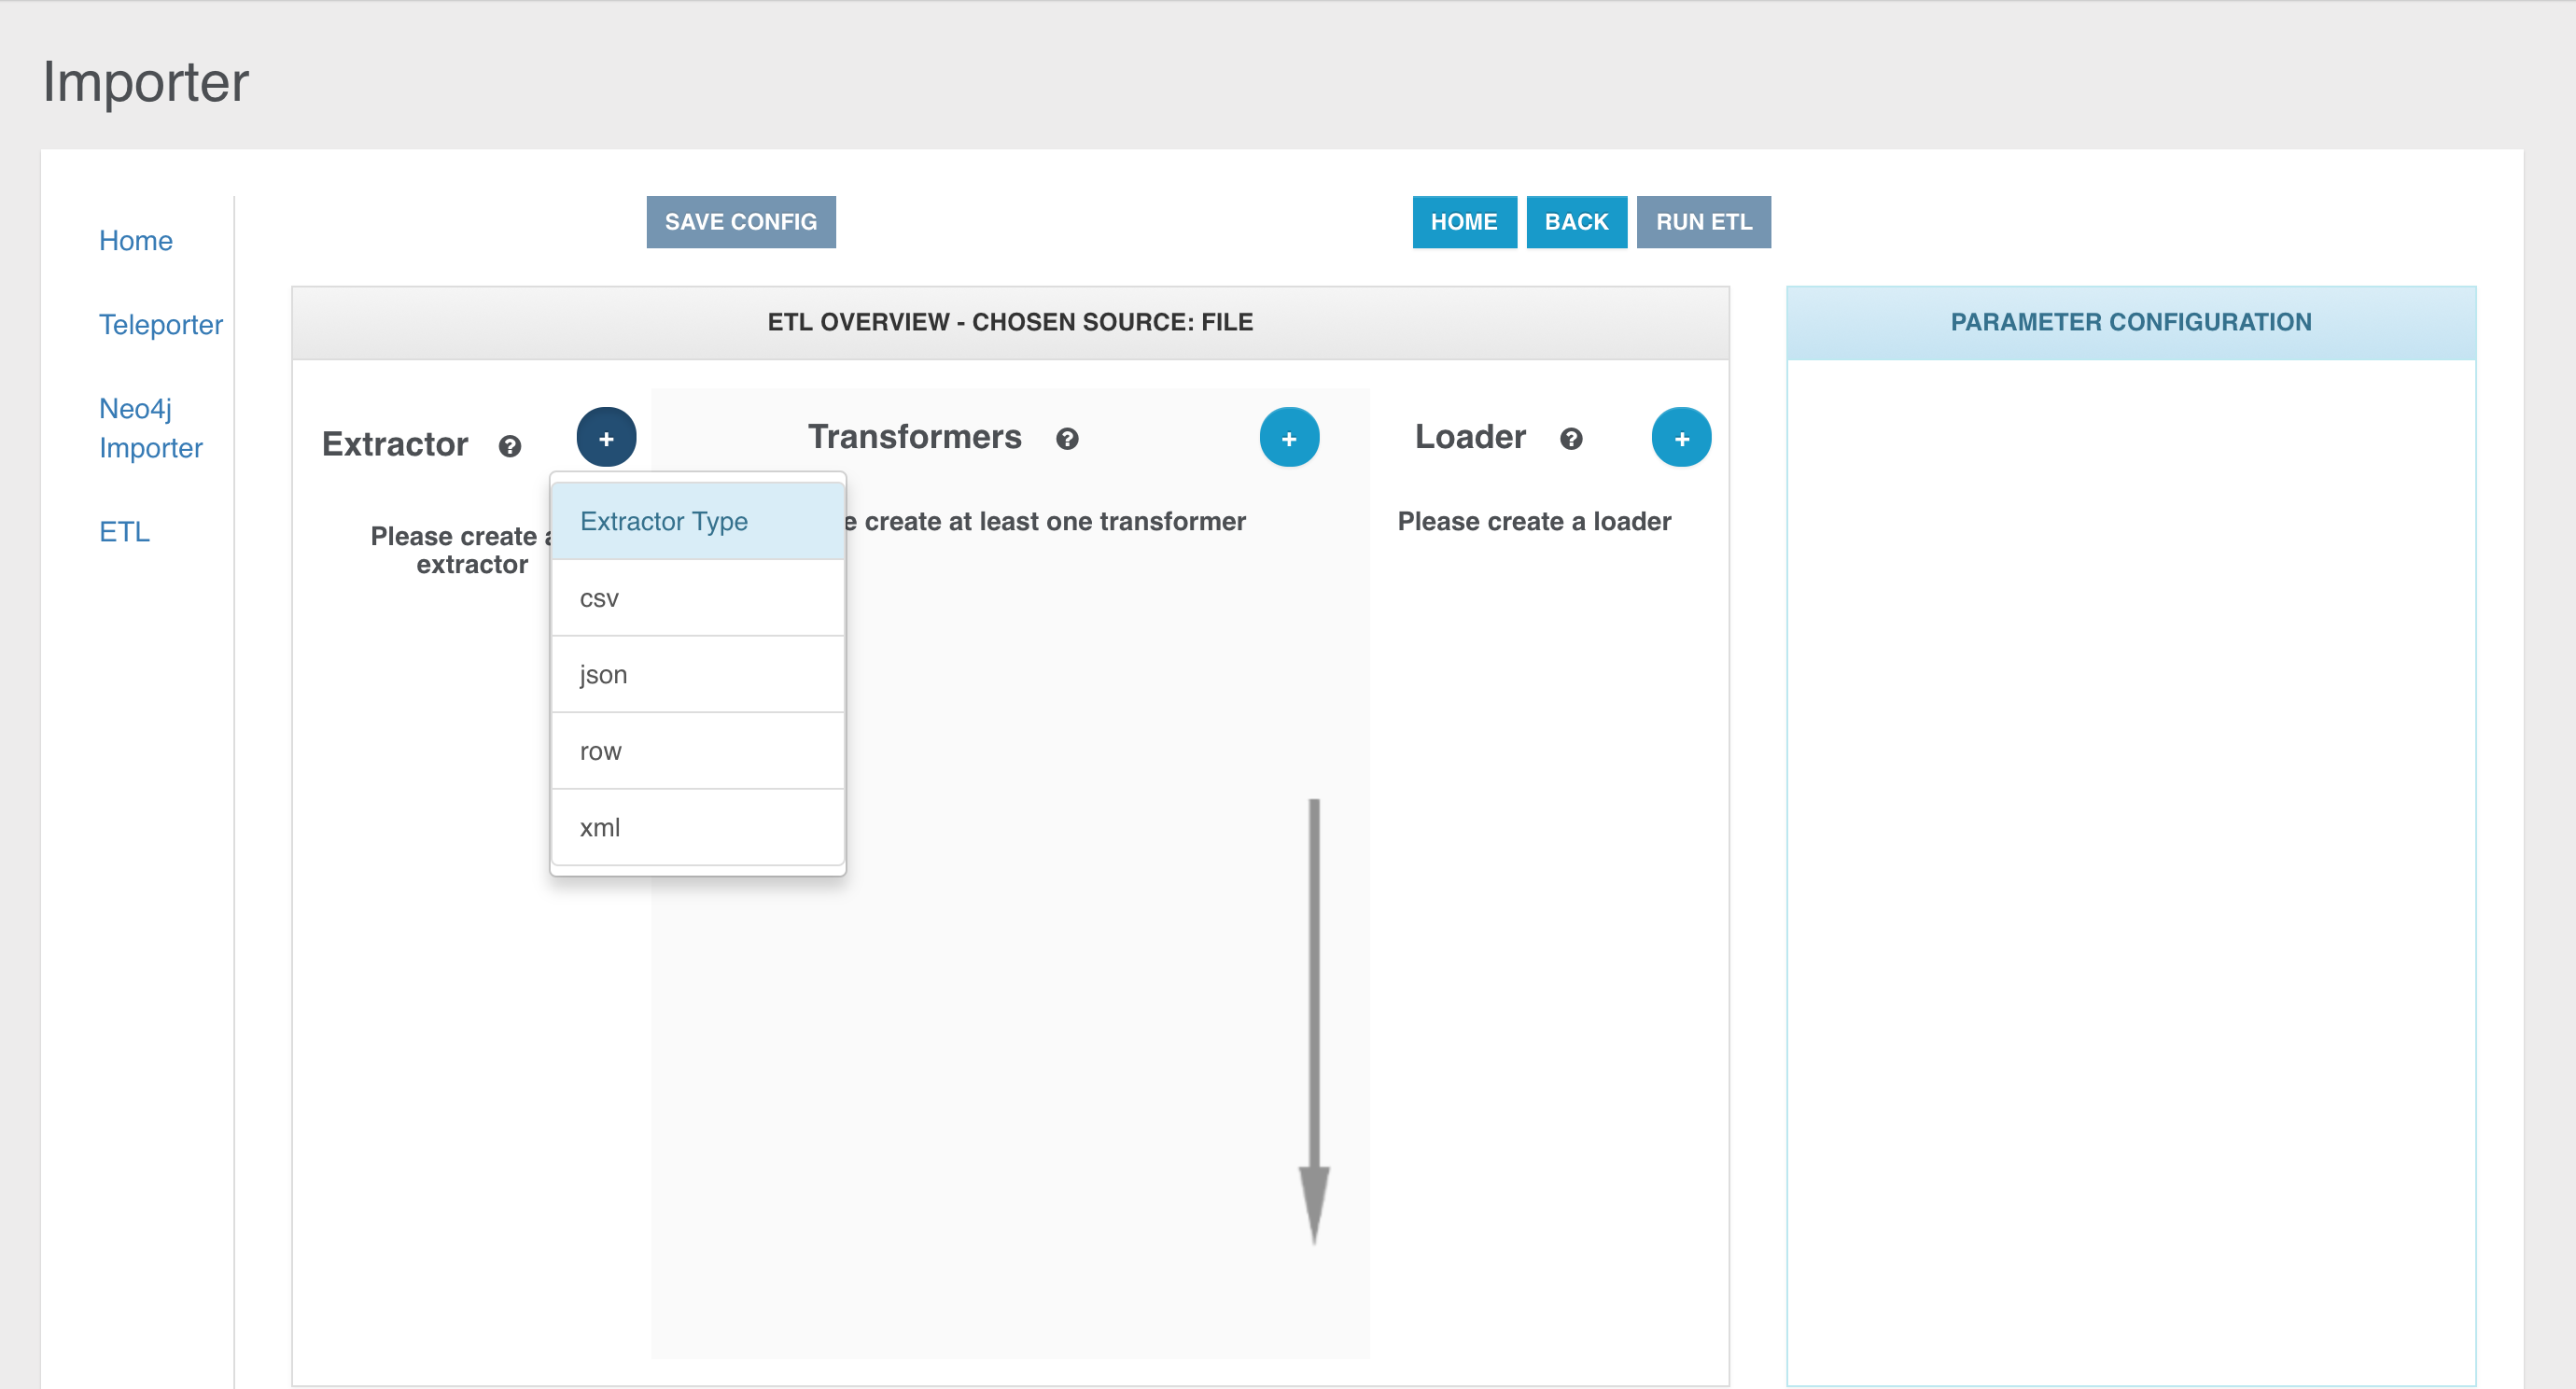 Importer
Home
Teleporter
Neo4j
Importer
ETL
SAVE CONFIG
HOME
BACK
RUN ETL
ETL OVERVIEW - CHOSEN SOURCE: FILE
PARAMETER CONFIGURATION
Extractor ?
+
Transformers ?
+
Loader ?
+
Please create
extractor
Extractor Type
csv
json
row
xml
create at least one transformer
Please create a loader